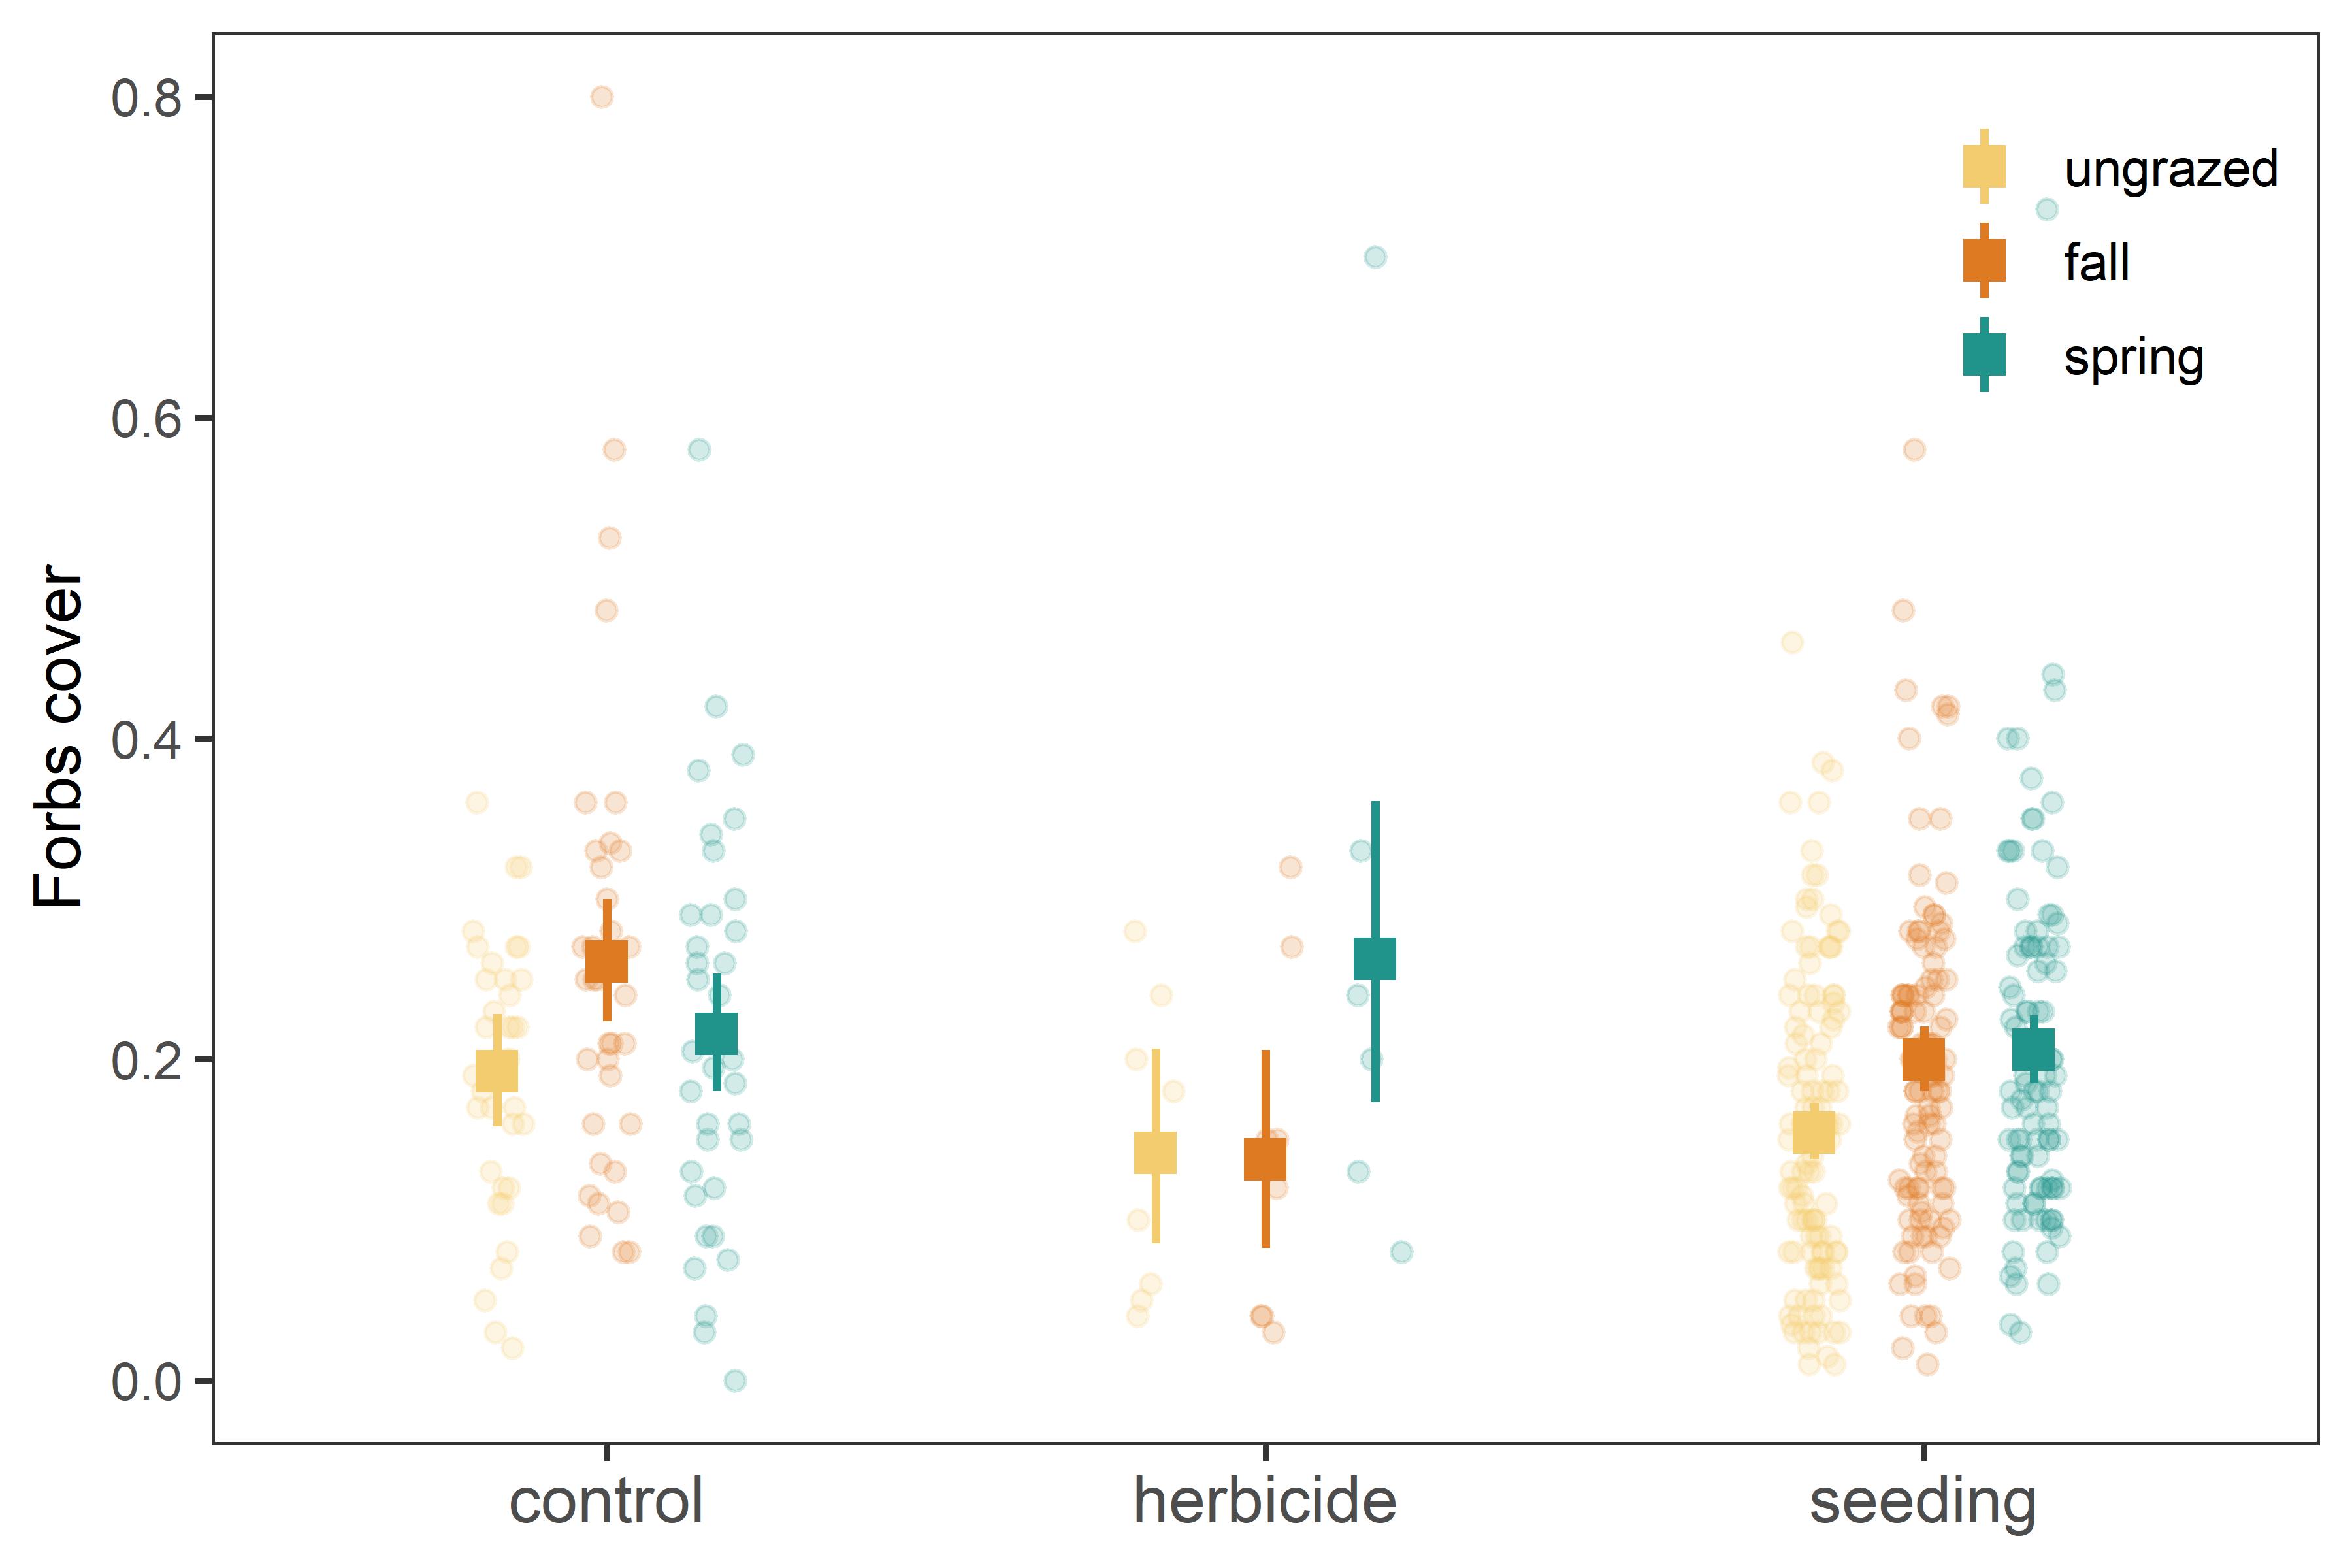 Forbs cover
0.8
0.6
0.4
0.2
0.0
ungrazed
fall
spring
control
herbicide
seeding